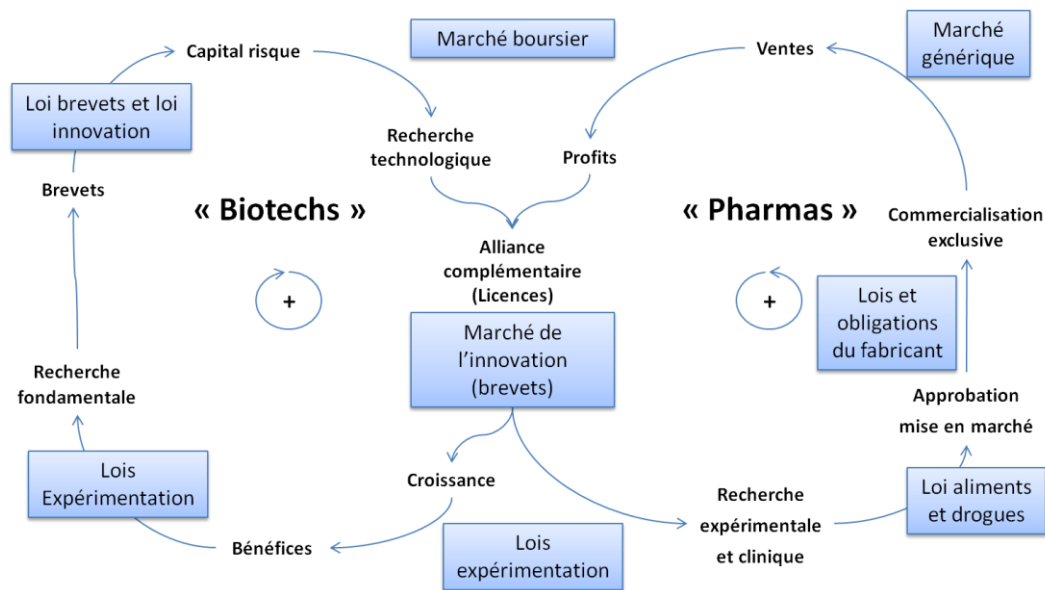 Capital risque
Marché boursier
Ventes
Marché
générique
Loi brevets et loi
innovation
Recherche
technologique
Profits
Brevets
« Biotechs »
« Pharmas »
Commercialisation
exclusive
Alliance
complémentaire
(Licences)
+
+
Lois et
obligations
du fabricant
Marché de
l'innovation
(brevets)
Recherche
fondamentale
Approbation
mise en marché
Lois
Expérimentation
Croissance
Recherche
expérimentale
et clinique
Loi aliments
et drogues
Bénéfices
Lois
expérimentation